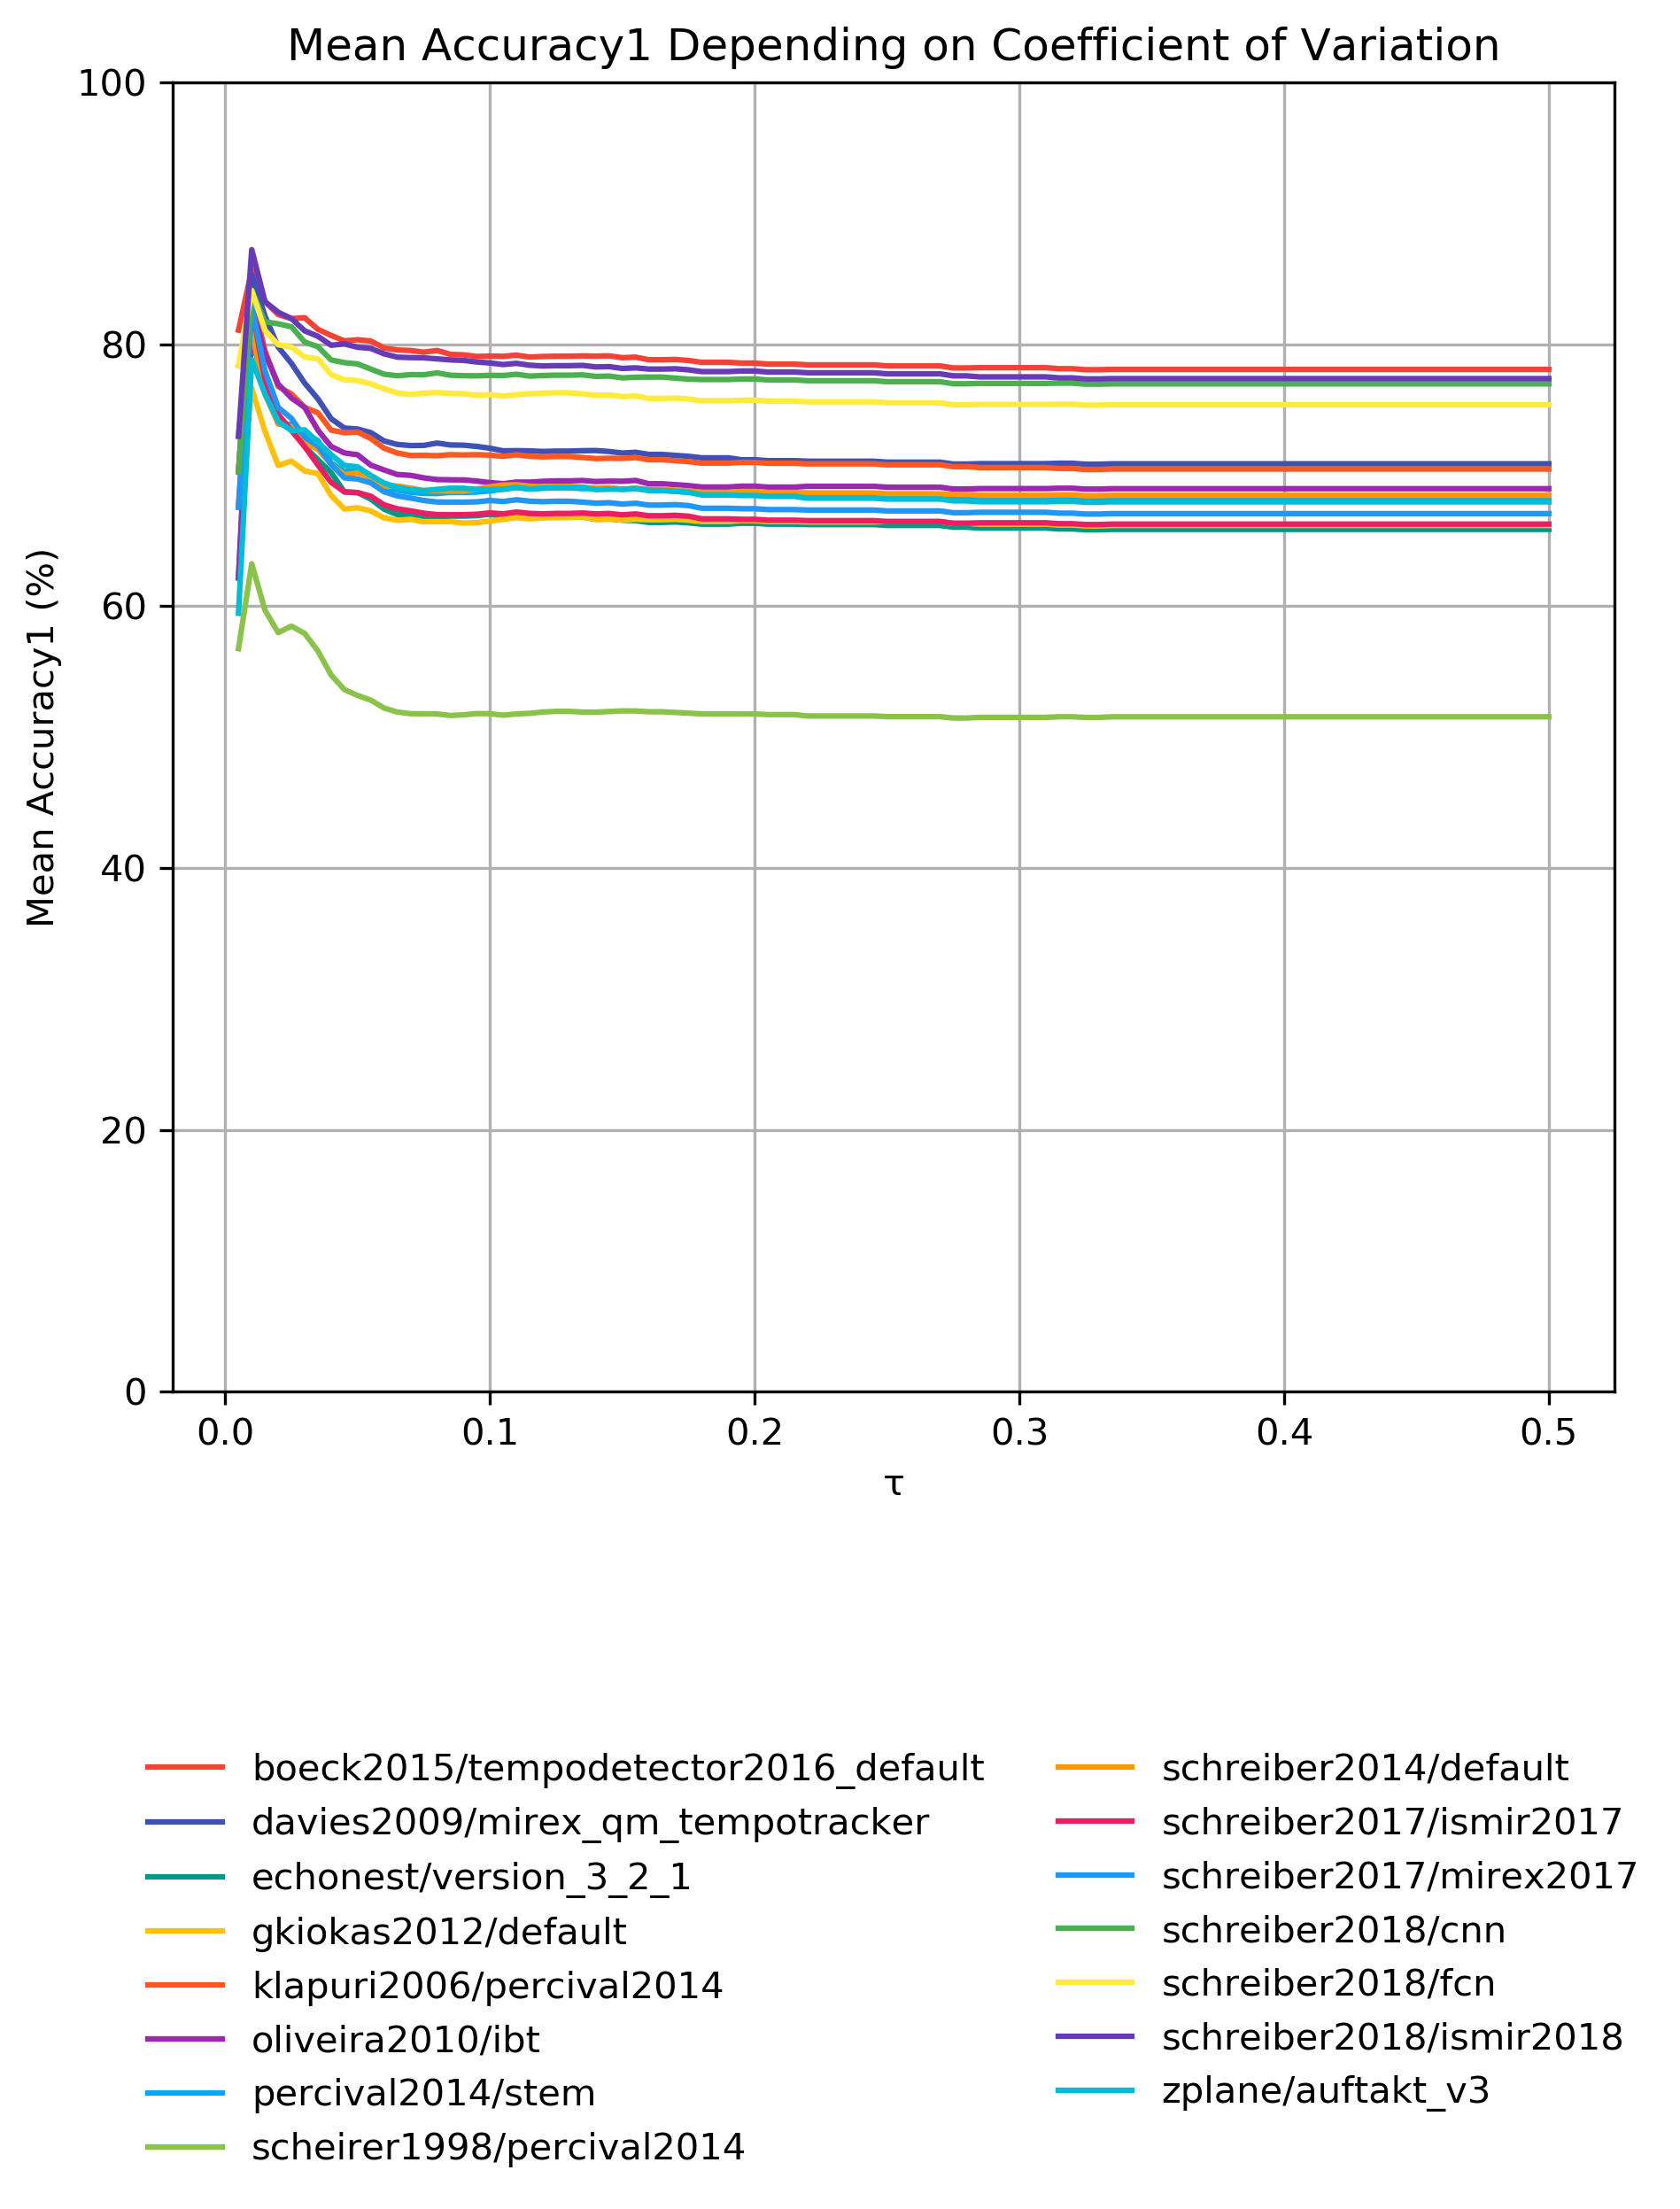 Mean Accuracy1 Depending on Coefficient of Variation
100
80
60
40
20
0
Mean Accuracy1 (%)
0.0 0.1 0.2 0.3 0.4 0.5
τ
boeck2015/tempodetector2016_default
davies2009/mirex_qm_tempotracker
echonest/version_3_2_1
gkiokas2012/default
klapuri2006/percival2014
oliveira2010/ibt
percival2014/stem
scheirer1998/percival2014
schreiber2014/default
schreiber2017/ismir2017
schreiber2017/mirex2017
schreiber2018/cnn
schreiber2018/fcn
schreiber2018/ismir2018
zplane/auftakt_v3